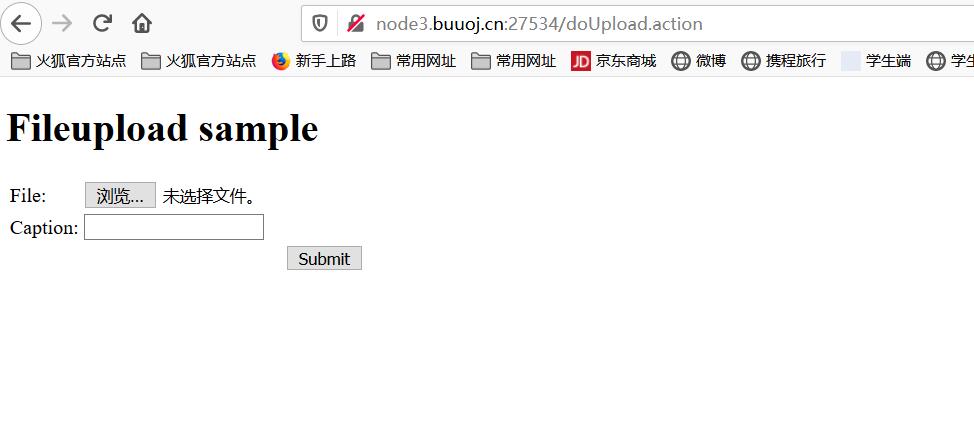 node3.buuoj.cn:27534/doUpload.action
火狐官方站点 火狐官方站点 新手上路 常用网址 常用网址 JD 京东商城 微博 携程旅行 学生端 学生
Fileupload sample
File: 浏览... 未选择文件。
Caption:
Submit